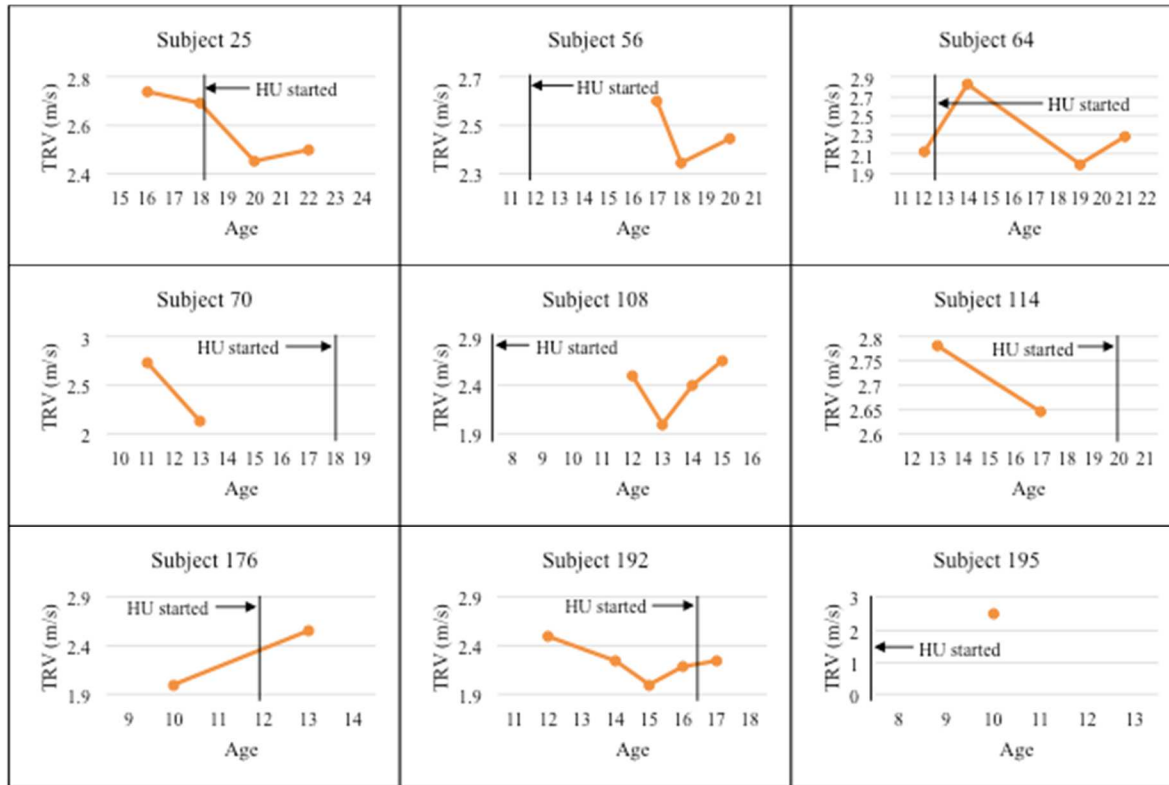 Subject 25
TRV (m/s)
2.8
2.6
2.4
HU started
15 16 17 18 19 20 21 22 23 24
Age
Subject 56
TRV (m/s)
2.7
2.5
2.3
HU started
11 12 13 14 15 16 17 18 19 20 21
Age
Subject 64
TRV (m/s)
2.9
2.7
2.5
2.3
2.1
1.9
HU started
11 12 13 14 15 16 17 18 19 20 21 22
Age
Subject 70
TRV (m/s)
3
2.5
2
HU started
10 11 12 13 14 15 16 17 18 19
Age
Subject 108
TRV (m/s)
2.9
2.4
1.9
HU started
8 9 10 11 12 13 14 15 16
Age
Subject 114
TRV (m/s)
2.8
2.75
2.7
2.65
2.6
HU started
12 13 14 15 16 17 18 19 20 21
Age
Subject 176
TRV (m/s)
2.9
2.4
1.9
HU started
9 10 11 12 13 14
Age
Subject 192
TRV (m/s)
2.9
2.4
1.9
HU started
11 12 13 14 15 16 17 18
Age
Subject 195
TRV (m/s)
3
2
1
0
HU started
8 9 10 11 12 13
Age